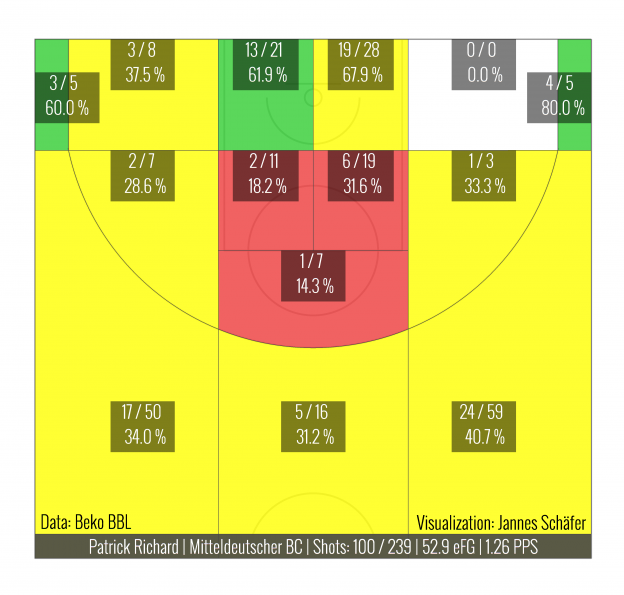 3 / 8
37.5 %
13 / 21
61.9 %
19 / 28
67.9 %
0 / 0
0.0 %
3 / 5
60.0 %
4 / 5
80.0 %
2 / 7
28.6 %
2 / 11
18.2 %
6 / 19
31.6 %
1 / 3
33.3 %
1 / 7
14.3 %
17 / 50
34.0 %
5 / 16
31.2 %
24 / 59
40.7 %
Data: Beko BBL
Visualization: Jannes Schäfer
Patrick Richard | Mitteldeutscher BC | Shots: 100 / 239 | 52.9 eFG | 1.26 PPS